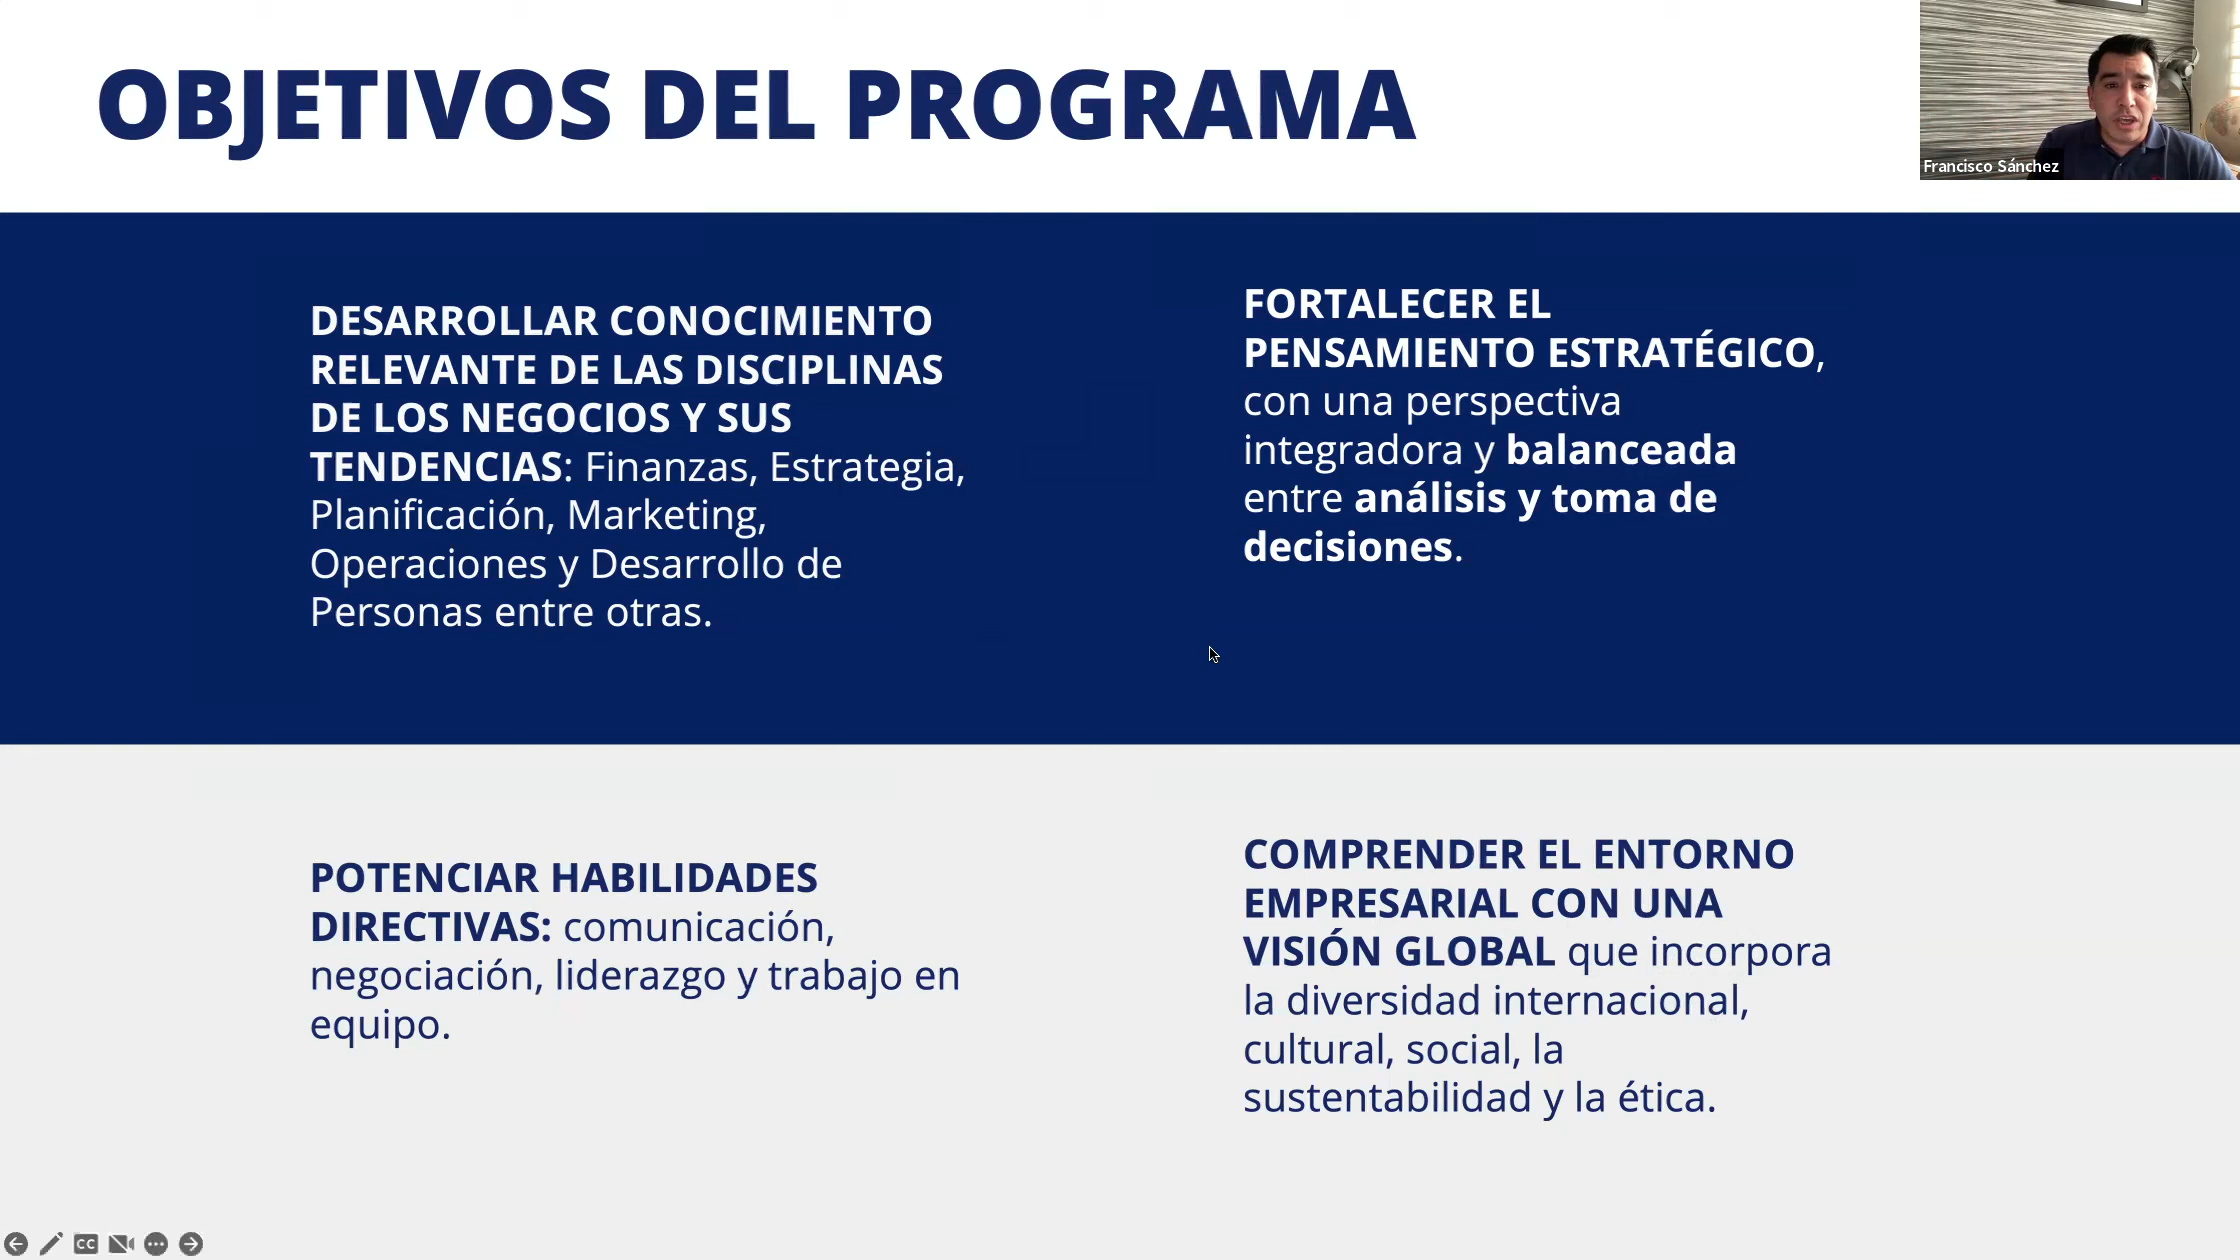 OBJETIVOS DEL PROGRAMA
Francisco Sánchez
DESARROLLAR CONOCIMIENTO
RELEVANTE DE LAS DISCIPLINAS
DE LOS NEGOCIOS Y SUS
TENDENCIAS: Finanzas, Estrategia,
Planificación, Marketing,
Operaciones y Desarrollo de
Personas entre otras.
FORTALECER EL
PENSAMIENTO ESTRATÉGICO,
con una perspectiva
integradora y balanceada
entre análisis y toma de
decisiones.
POTENCIAR HABILIDADES
DIRECTIVAS: comunicación,
negociación, liderazgo y trabajo en
equipo.
COMPRENDER EL ENTORNO
EMPRESARIAL CON UNA
VISIÓN GLOBAL que incorpora
la diversidad internacional,
cultural, social, la
sustentabilidad y la ética.
CC